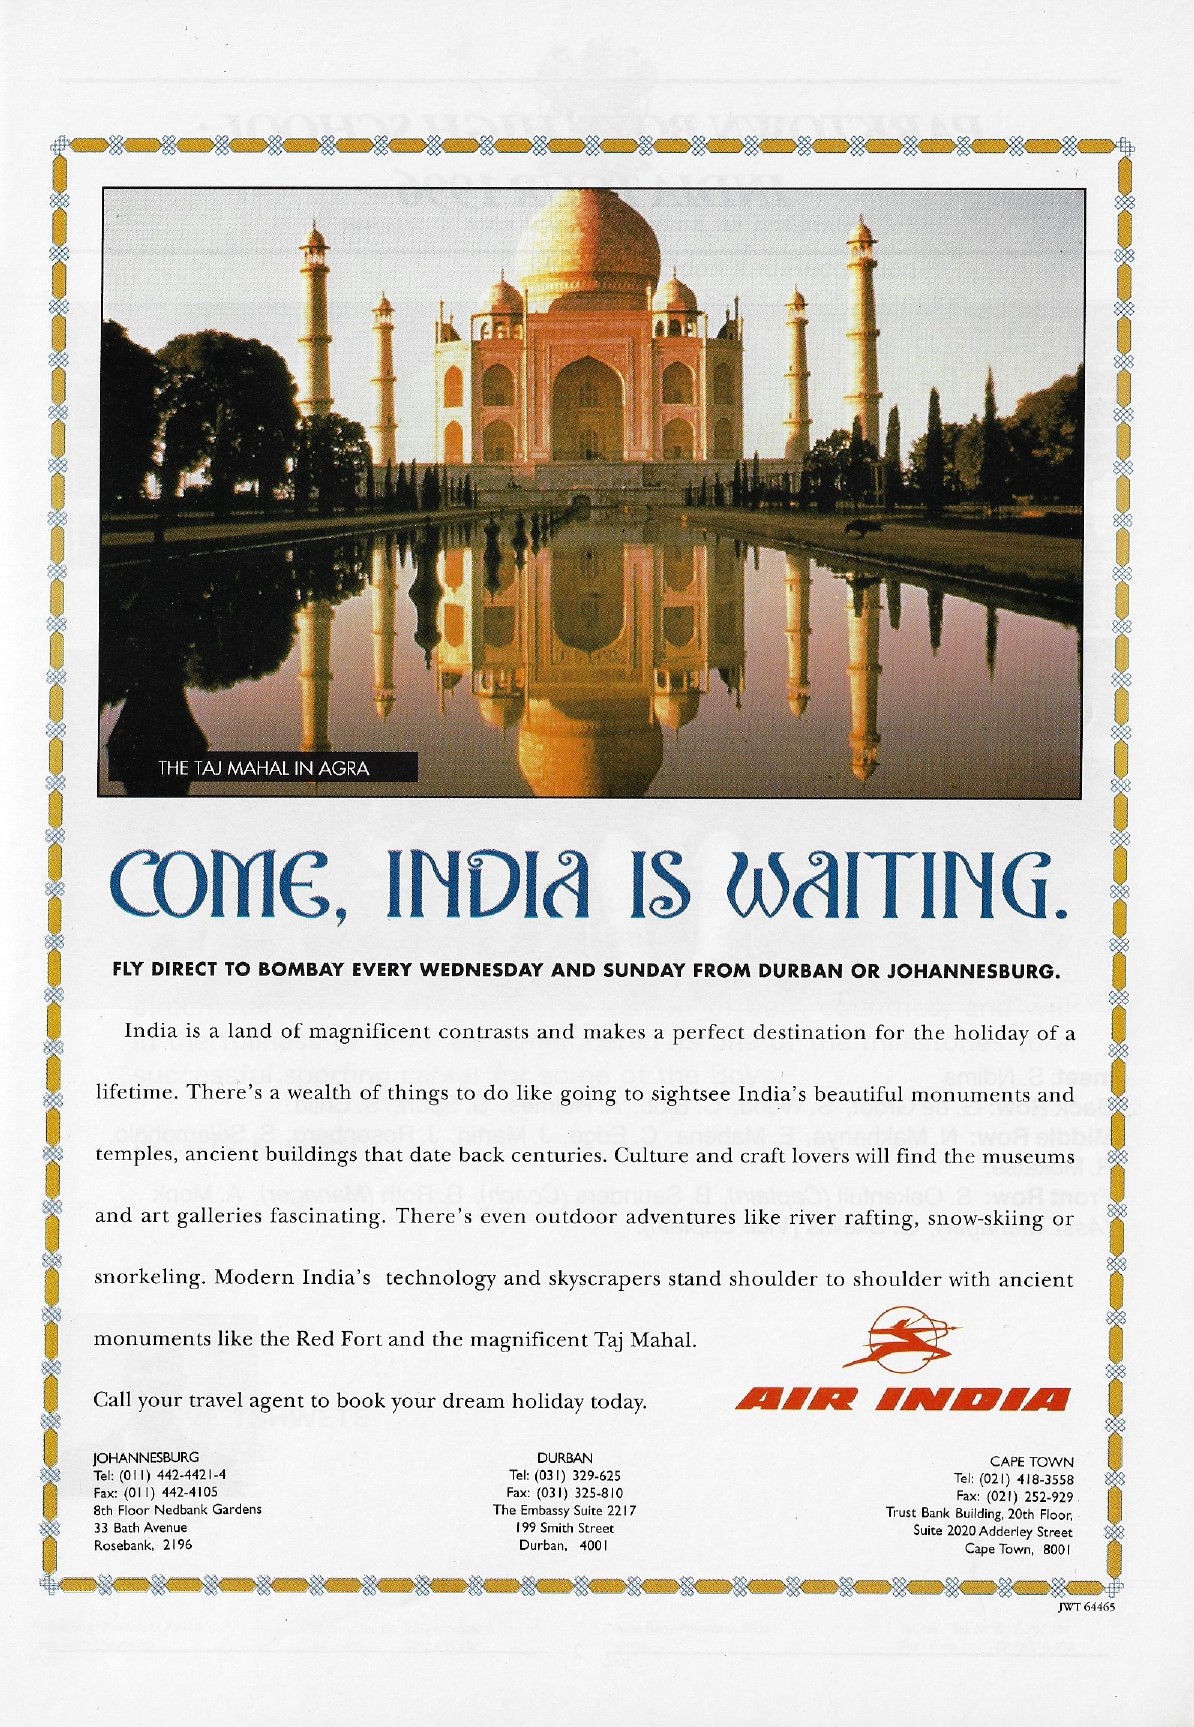 THE TAJ MAHAL IN AGRA
COME, INDIA IS WAITING.
FLY DIRECT TO BOMBAY EVERY WEDNESDAY AND SUNDAY FROM DURBAN OR JOHANNESBURG.
India is a land of magnificent contrasts and makes a perfect destination for the holiday of a
lifetime. There's a wealth of things to do like going to sightsee India's beautiful monuments and
temples, ancient buildings that date back centuries. Culture and craft lovers will find the museums
and art galleries fascinating. There's even outdoor adventures like river rafting, snow-skiing or
snorkeling. Modern India's technology and skyscrapers stand shoulder to shoulder with ancient
monuments like the Red Fort and the magnificent Taj Mahal.
Call your travel agent to book your dream holiday today.
AIR INDIA
JOHANNESBURG
Tel: (011) 442-4421-4
Fax: (011) 442-4105
8th Floor Nedbank Gardens
33 Bath Avenue
Rosebank, 2196
DURBAN
Tel: (031) 329-625
Fax: (031) 325-810
The Embassy Suite 2217
199 Smith Street
Durban, 4001
CAPE TOWN
Tel: (021) 418-3558
Fax: (021) 252-929
Trust Bank Building, 20th Floor,
Suite 2020 Adderley Street
Cape Town, 8001
JWT 64465